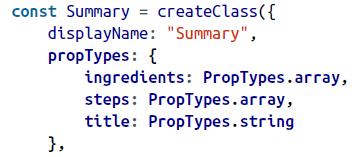 const Summary = createClass({
displayName: "Summary",
propTypes: {
ingredients: PropTypes.array,
steps: PropTypes.array,
title: PropTypes.string
},